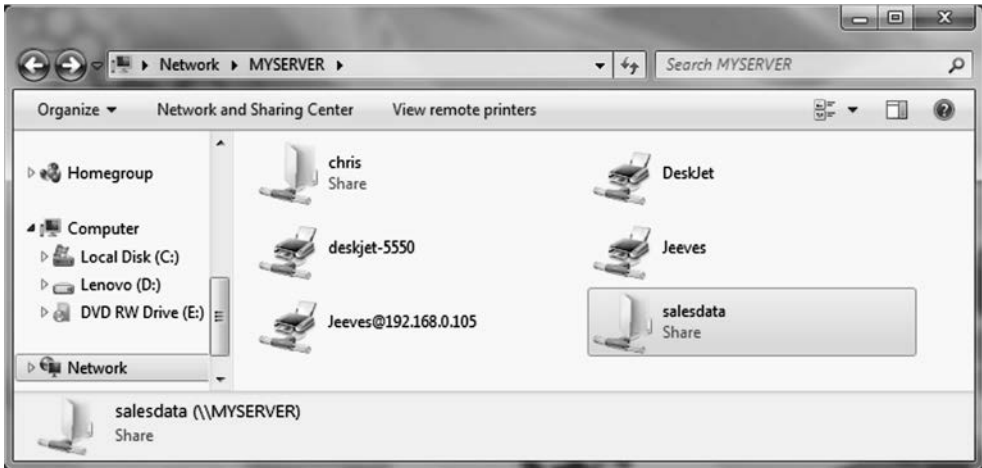 Network ▸ MYSERVER ▸
Search MYSERVER
Organize
Network and Sharing Center
View remote printers
Homegroup
Computer
Local Disk (C:)
Lenovo (D:)
DVD RW Drive (E:)
Network
chris
Share
DeskJet
deskjet-5550
Jeeves
Jeeves@192.168.0.105
salesdata
Share
salesdata (\\MYSERVER)
Share